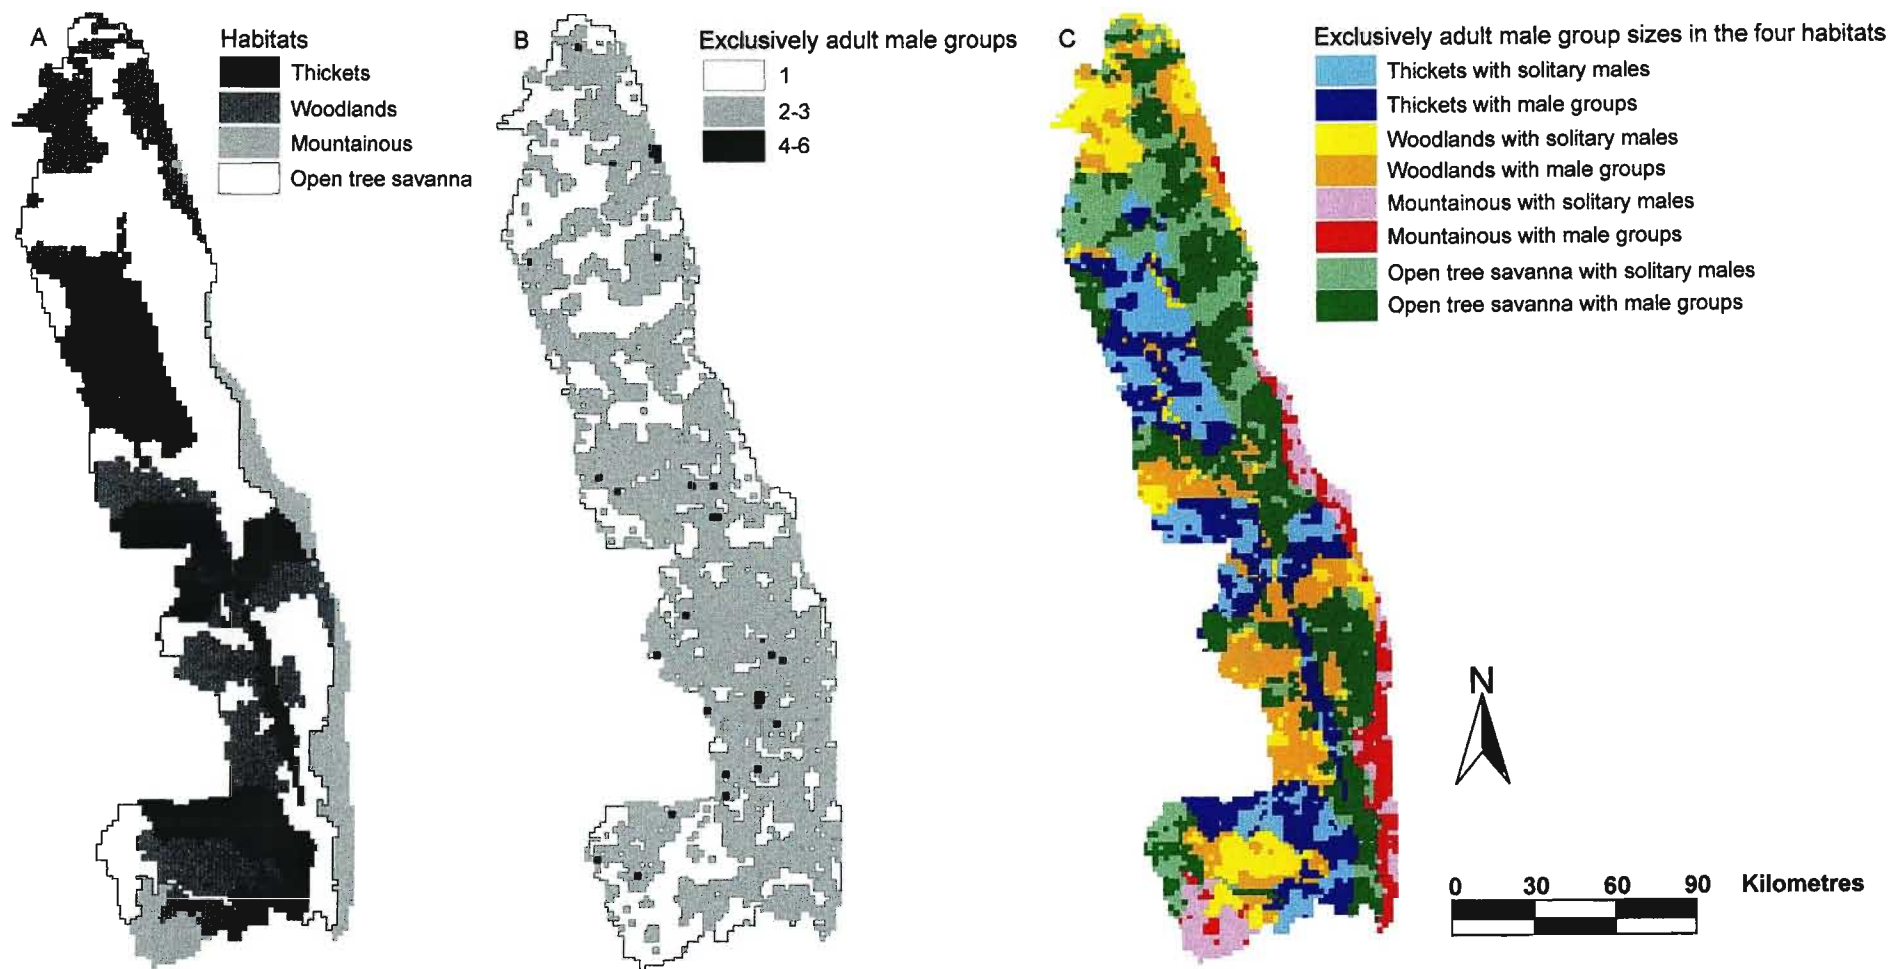 A
Habitats
Thickets
Woodlands
Mountainous
Open tree savanna
B
Exclusively adult male groups
1
2-3
4-6
C
Exclusively adult male group sizes in the four habitats
Thickets with solitary males
Thickets with male groups
Woodlands with solitary males
Woodlands with male groups
Mountainous with solitary males
Mountainous with male groups
Open tree savanna with solitary males
Open tree savanna with male groups
N
0 30 60 90 Kilometres